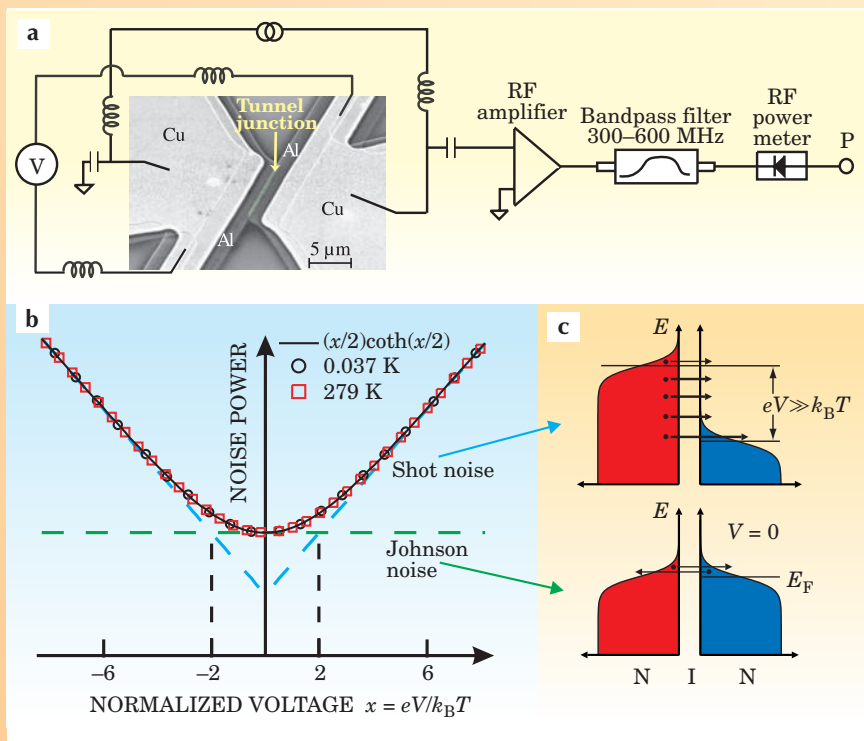 a
RF
amplifier
Bandpass filter
300–600 MHz
RF
power
meter
P
V
Tunnel
junction
Cu
Al
Cu
Al
5 µm
b
NOISE POWER
(x/2)coth(x/2)
0.037 K
279 K
Shot noise
Johnson
noise
–6
–2
2
6
NORMALIZED VOLTAGE x = eV/kBT
c
E
eV≫kBT
E
V = 0
EF
N I N